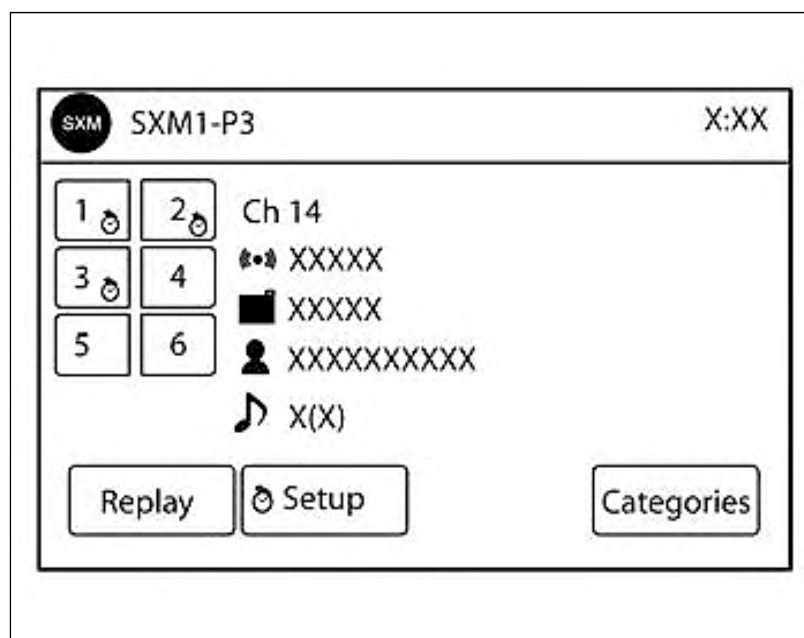 SXM SXM1-P3 X:XX
1 2 Ch 14
XXXXX
3 4
XXXXX
5 6 XXXXXXXXXX
X(X)
Replay Setup Categories